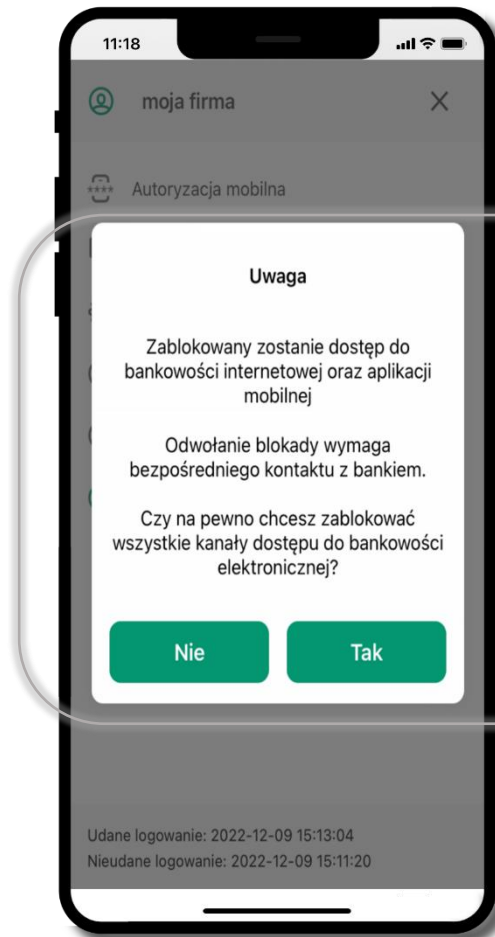 11:18
moja firma
Autoryzacja mobilna
Uwaga
Zablokowany zostanie dostęp do
bankowości internetowej oraz aplikacji
mobilnej
Odwołanie blokady wymaga
bezpośredniego kontaktu z bankiem.
Czy na pewno chcesz zablokować
wszystkie kanały dostępu do bankowości
elektronicznej?
Nie
Tak
Udane logowanie: 2022-12-09 15:13:04
Nieudane logowanie: 2022-12-09 15:11:20